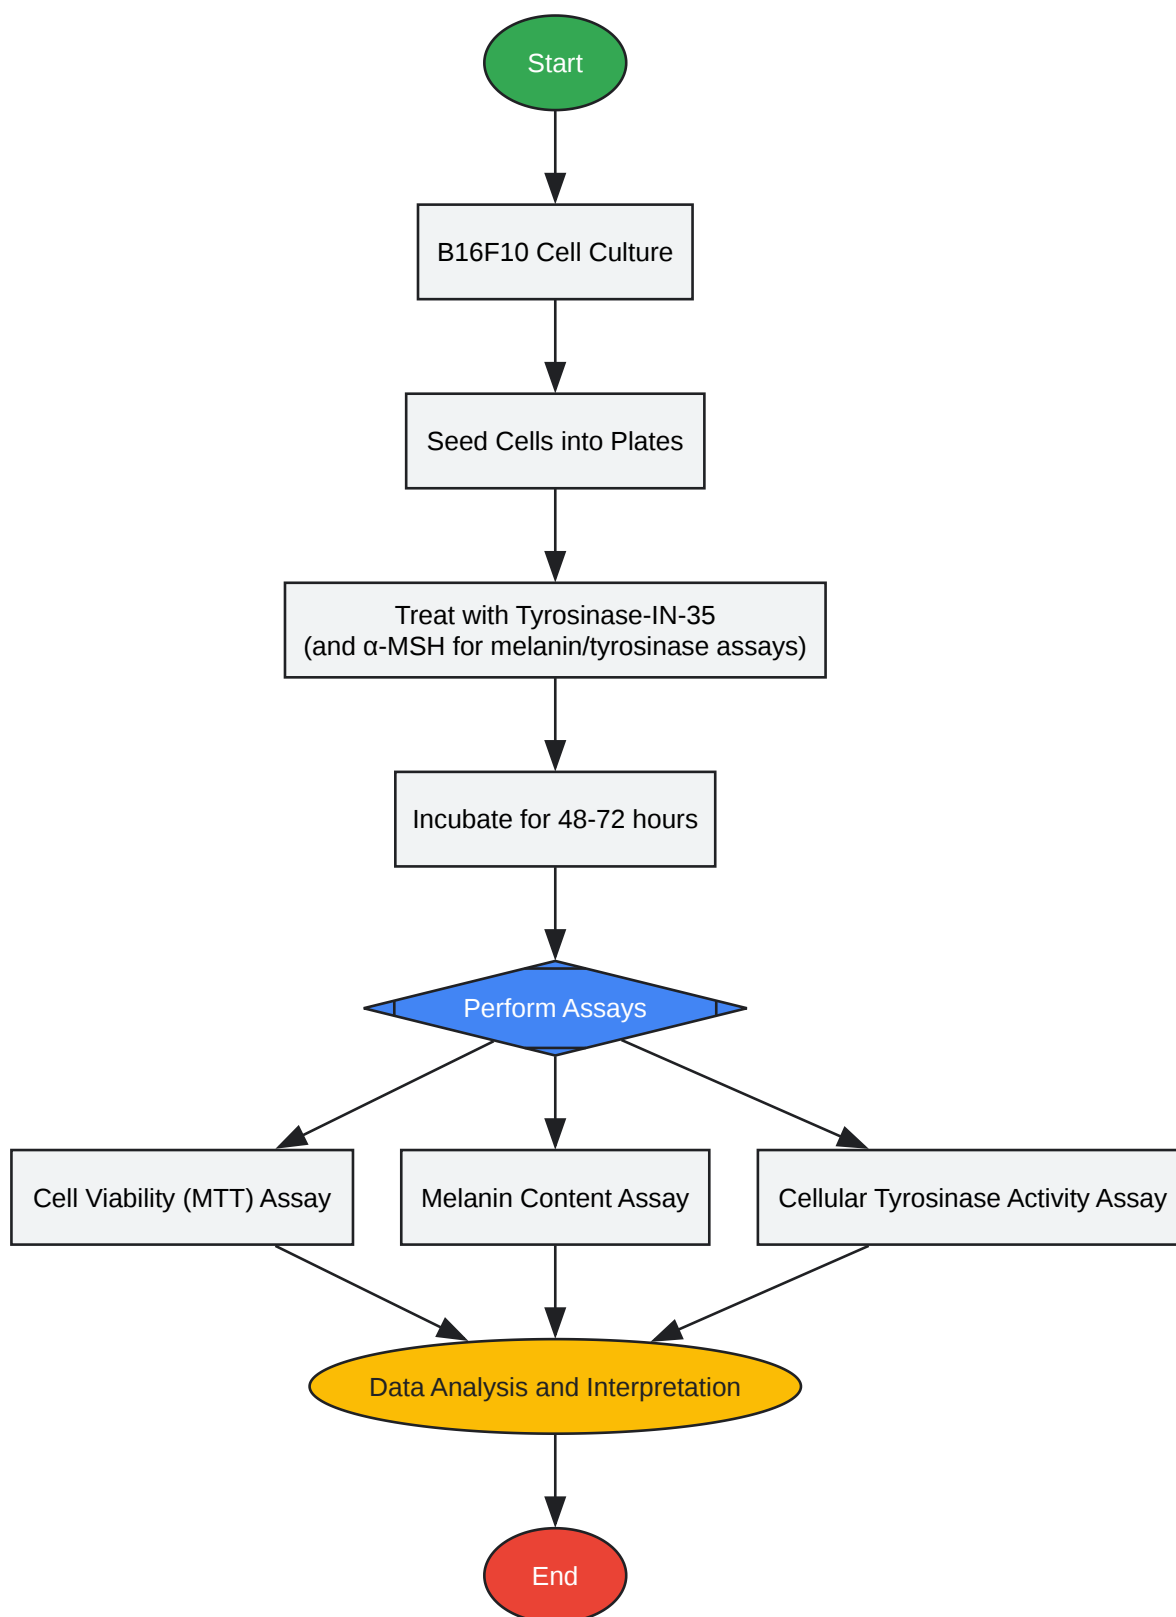 Start
B16F10 Cell Culture
Seed Cells into Plates
Treat with Tyrosinase-IN-35
(and α-MSH for melanin/tyrosinase assays)
Incubate for 48-72 hours
Perform Assays
Cell Viability (MTT) Assay
Melanin Content Assay
Cellular Tyrosinase Activity Assay
Data Analysis and Interpretation
End